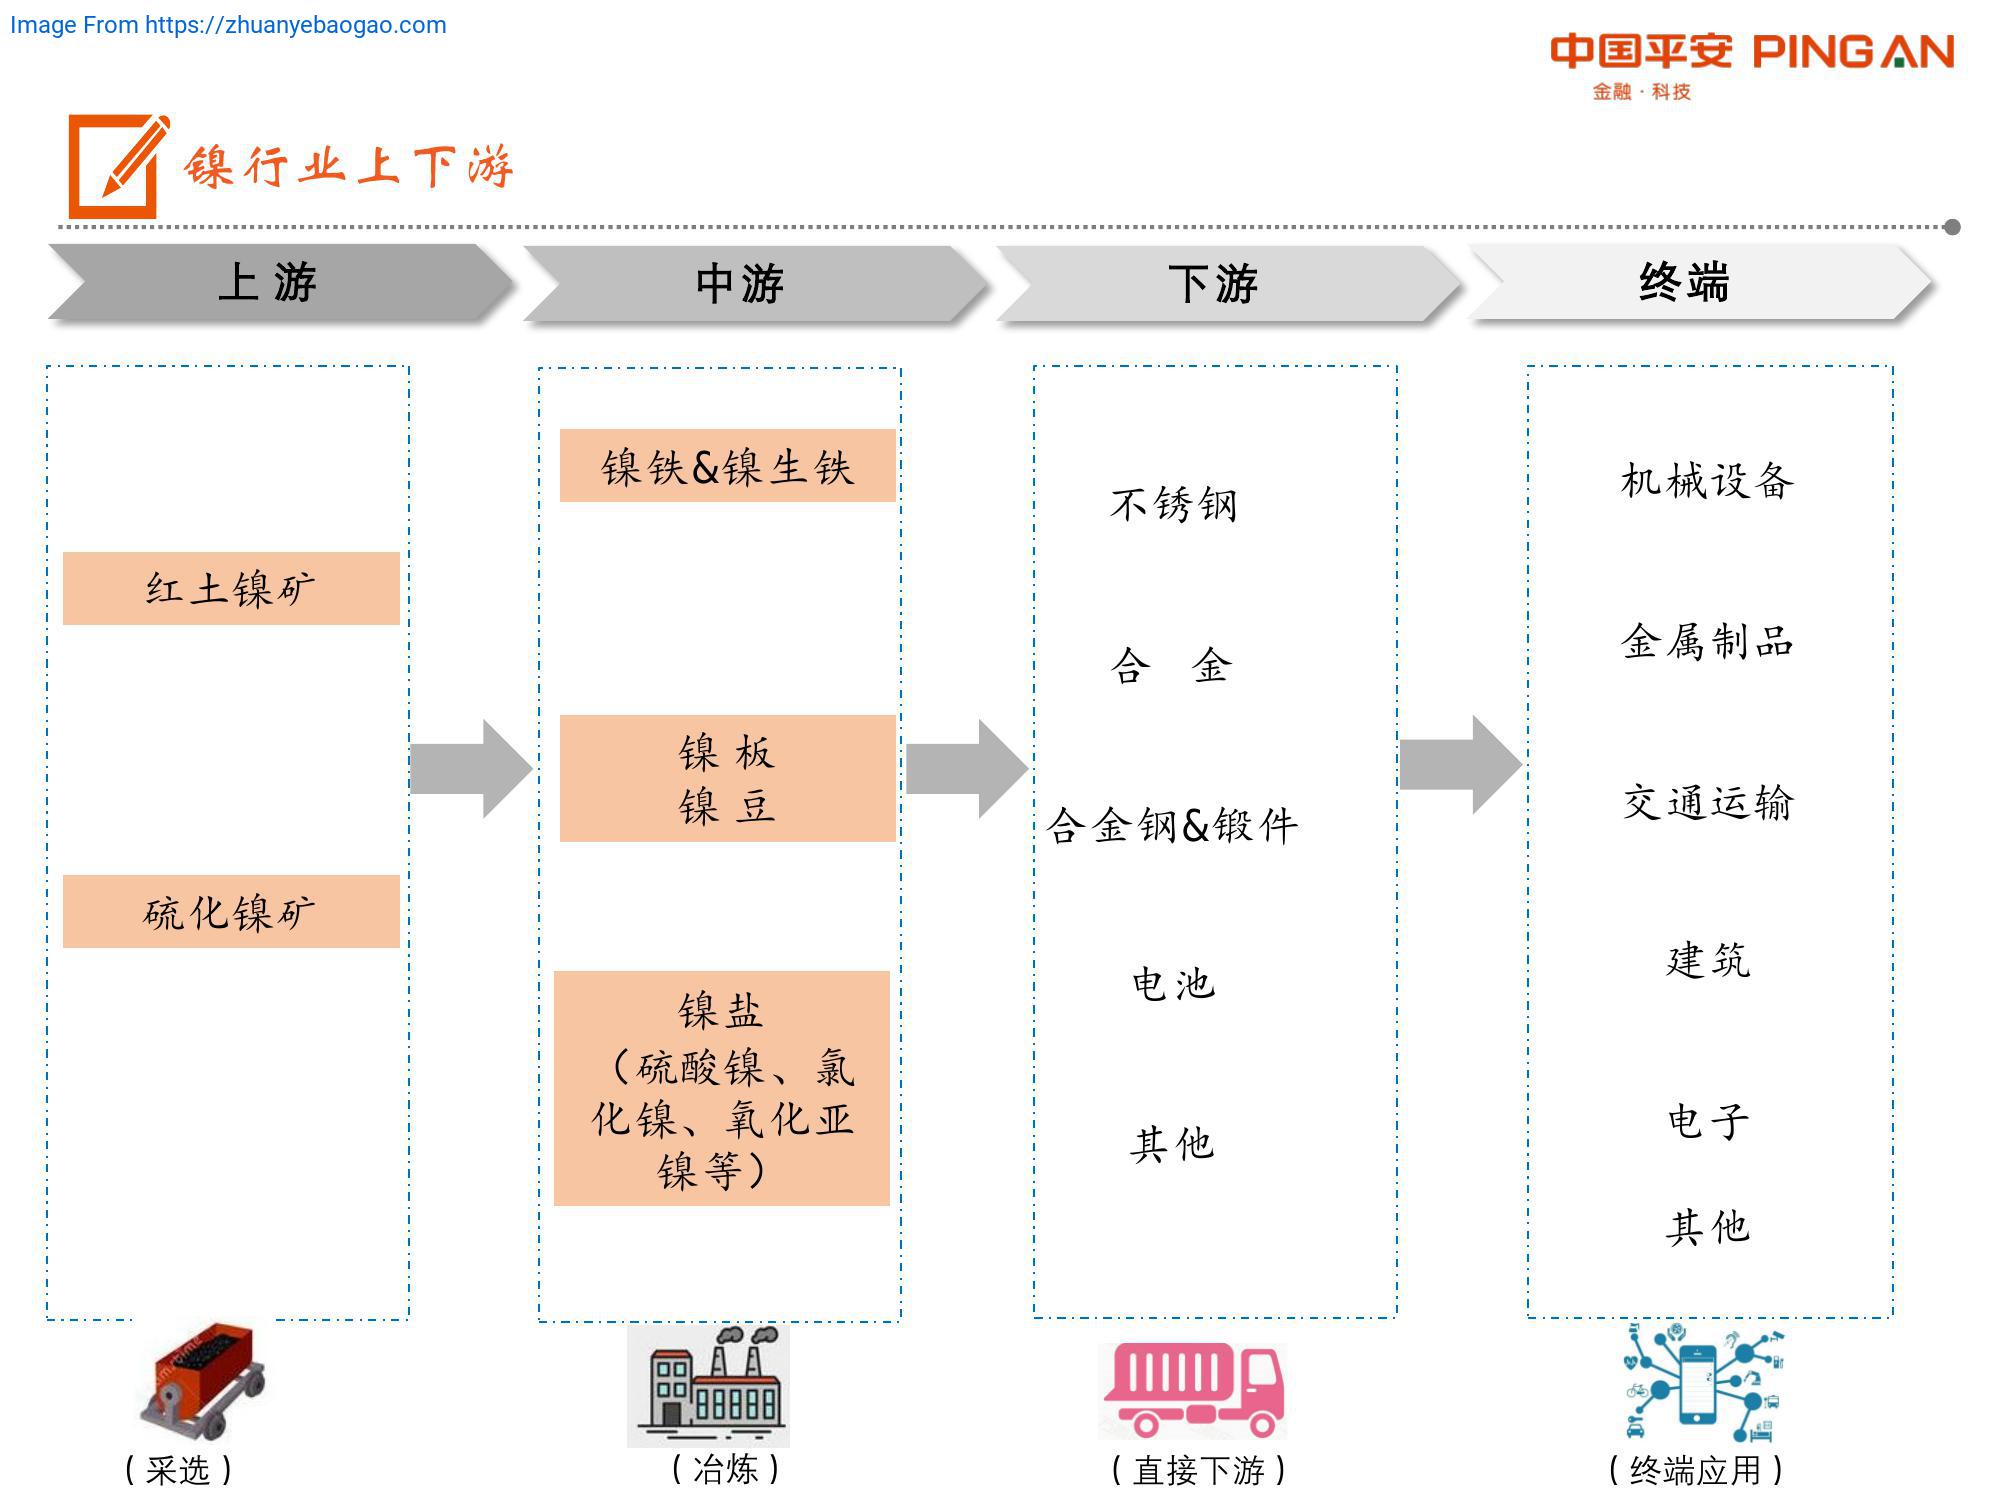 Image From https://zhuanyebaogao.com
中国平安 PING AN
金融·科技
镍行业上下游
上 游
中游
下游
终端
红土镍矿
硫化镍矿
镍铁&镍生铁
镍 板
镍 豆
镍盐
（硫酸镍、氯
化镍、氧化亚
镍等）
不锈钢
合 金
合金钢&锻件
电池
其他
机械设备
金属制品
交通运输
建筑
电子
其他
（采选）
（冶炼）
（直接下游）
（终端应用）